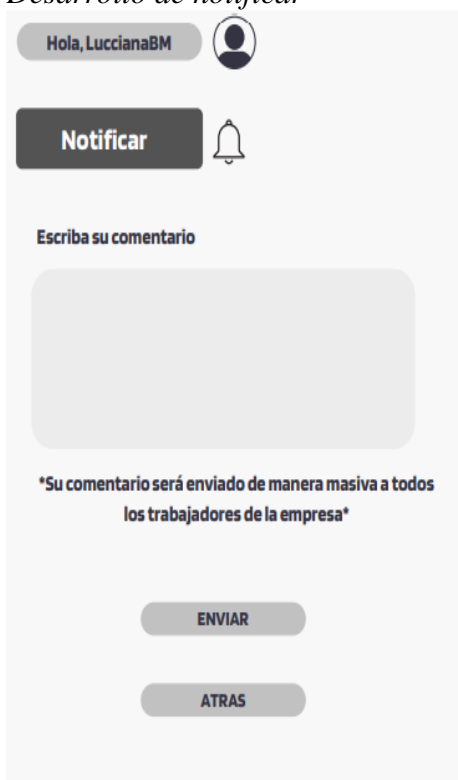 Desarrollo de notificar
Hola, LuccianaBM
Notificar
Escriba su comentario
*Su comentario será enviado de manera masiva a todos
los trabajadores de la empresa*
ENVIAR
ATRAS